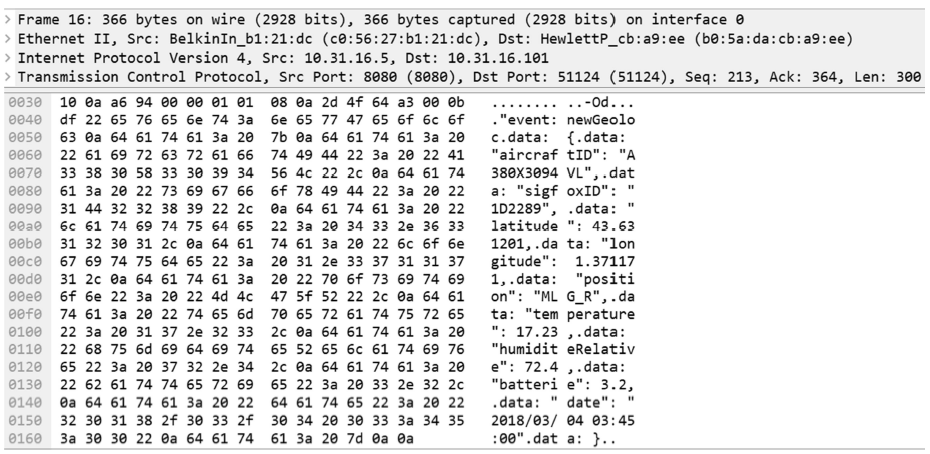 > Frame 16: 366 bytes on wire (2928 bits), 366 bytes captured (2928 bits) on interface 0
> Ethernet II, Src: BelkinIn_b1:21:dc (c0:56:27:b1:21:dc), Dst: HewlettP_cb:a9:ee (b0:5a:da:cb:a9:ee)
> Internet Protocol Version 4, Src: 10.31.16.5, Dst: 10.31.16.101
> Transmission Control Protocol, Src Port: 8080 (8080), Dst Port: 51124 (51124), Seq: 213, Ack: 364, Len: 300
0030 10 0a a6 94 00 00 01 01 08 0a 2d 4f 64 a3 00 0b ........ ..-Od...
0040 df 22 65 76 65 6e 74 3a 6e 65 77 47 65 6f 6c 6f ."event: newGeolo
0050 63 0a 64 61 74 61 3a 20 7b 0a 64 61 74 61 3a 20 c.data: {.data:
0060 22 61 69 72 63 72 61 66 74 49 44 22 3a 20 22 41 "aircraf tID": "A
0070 33 38 30 58 33 30 39 34 56 4c 22 2c 0a 64 61 74 380X3094 VL",.dat
0080 61 3a 20 22 73 69 67 66 6f 78 49 44 22 3a 20 22 a: "sigf oxID": "
0090 31 44 32 32 38 39 22 2c 0a 64 61 74 61 3a 20 22 1D2289", .data: "
00a0 6c 61 74 69 74 75 64 65 22 3a 20 34 33 2e 36 33 latitude ": 43.63
00b0 31 32 30 31 2c 0a 64 61 74 61 3a 20 22 6c 6f 6e 1201,.da ta: "lon
00c0 67 69 74 75 64 65 22 3a 20 31 2e 33 37 31 31 37 gitude": 1.37117
00d0 31 2c 0a 64 61 74 61 3a 20 22 70 6f 73 69 74 69 1,.data: "positi
00e0 6f 6e 22 3a 20 22 4d 4c 47 5f 52 22 2c 0a 64 61 on": "ML G_R",.da
00f0 74 61 3a 20 22 74 65 6d 70 65 72 61 74 75 72 65 ta: "tem perature
0100 22 3a 20 31 37 2e 32 33 2c 0a 64 61 74 61 3a 20 ": 17.23 ,.data:
0110 22 68 75 6d 69 64 69 74 65 52 65 6c 61 74 69 76 "humidit eRelativ
0120 65 22 3a 20 37 32 2e 34 2c 0a 64 61 74 61 3a 20 e": 72.4 ,.data:
0130 22 62 61 74 74 65 72 69 65 22 3a 20 33 2e 32 2c "batteri e": 3.2,
0140 0a 64 61 74 61 3a 20 22 64 61 74 65 22 3a 20 22 .data: " date": "
0150 32 30 31 38 2f 30 33 2f 30 34 20 30 33 3a 34 35 2018/03/ 04 03:45
0160 3a 30 30 22 0a 64 61 74 61 3a 20 7d 0a 0a :00".dat a: }..